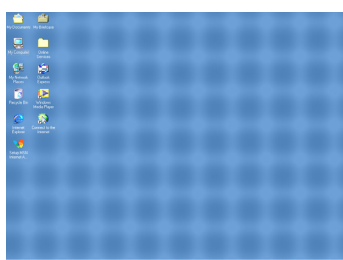 My Documents
My Briefcase
My Computer
Online
Services
My Network
Places
Outlook
Express
Recycle Bin
Windows
Media Player
Internet
Explorer
Connect to the
Internet
Setup MSN
Internet A...